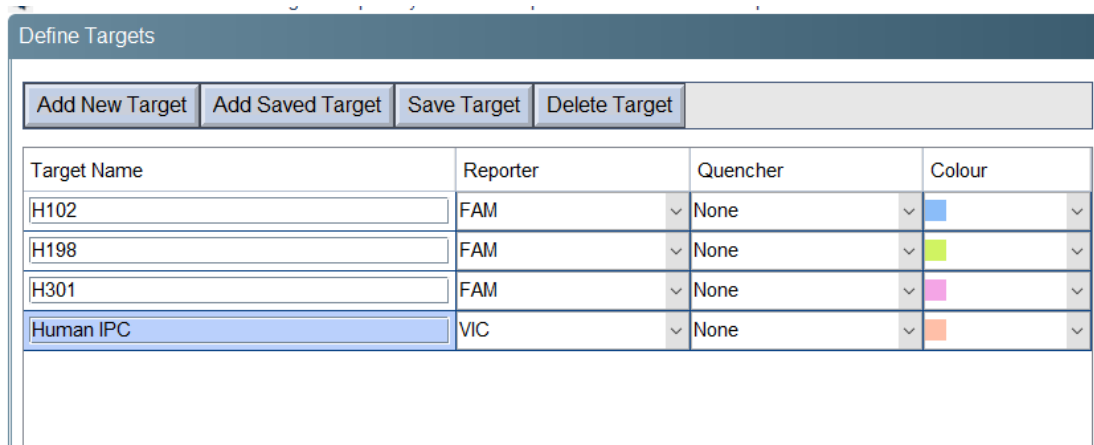 Define Targets
Add New Target Add Saved Target Save Target Delete Target
Target Name Reporter Quencher Colour
H102 FAM None
H198 FAM None
H301 FAM None
Human IPC VIC None